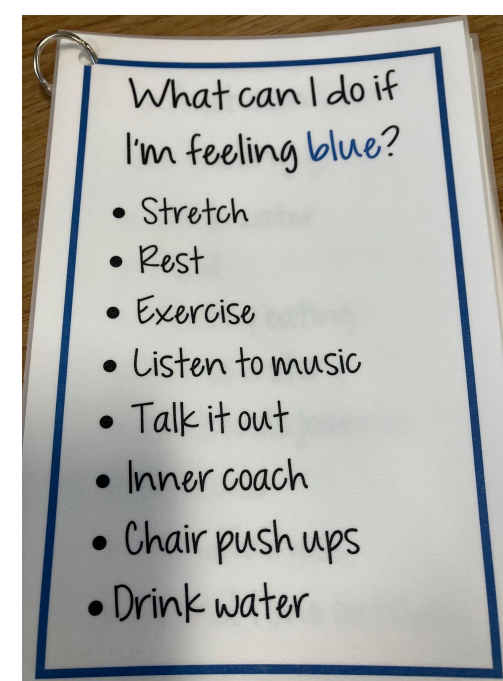 What can I do if
I'm feeling blue?
• Stretch
• Rest
• Exercise
• Listen to music
• Talk it out
• Inner coach
• Chair push ups
• Drink water